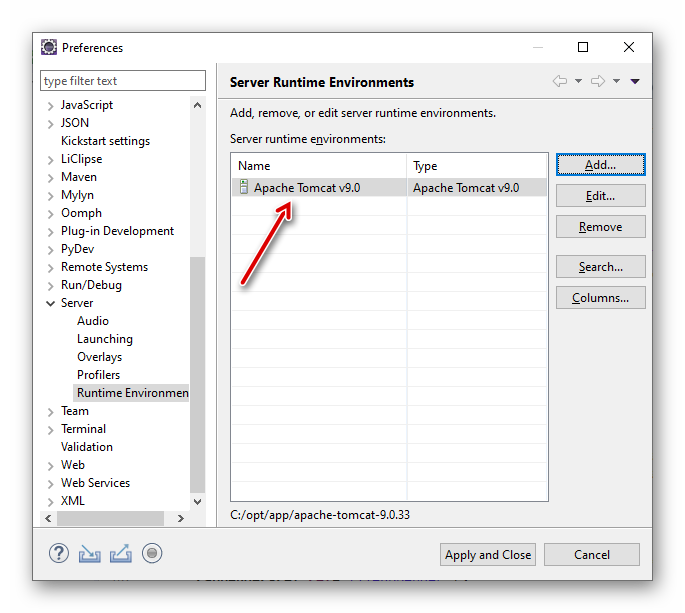 Preferences
type filter text
JavaScript
JSON
Kickstart settings
LiClipse
Maven
Mylyn
Oomph
Plug-in Development
PyDev
Remote Systems
Run/Debug
Server
Audio
Launching
Overlays
Profilers
Runtime Environmen
Team
Terminal
Validation
Web
Web Services
XML
Server Runtime Environments
Add, remove, or edit server runtime environments.
Server runtime environments:
Name Type
Apache Tomcat v9.0 Apache Tomcat v9.0
C:/opt/app/apache-tomcat-9.0.33
Add...
Edit...
Remove
Search...
Columns...
?
Apply and Close
Cancel